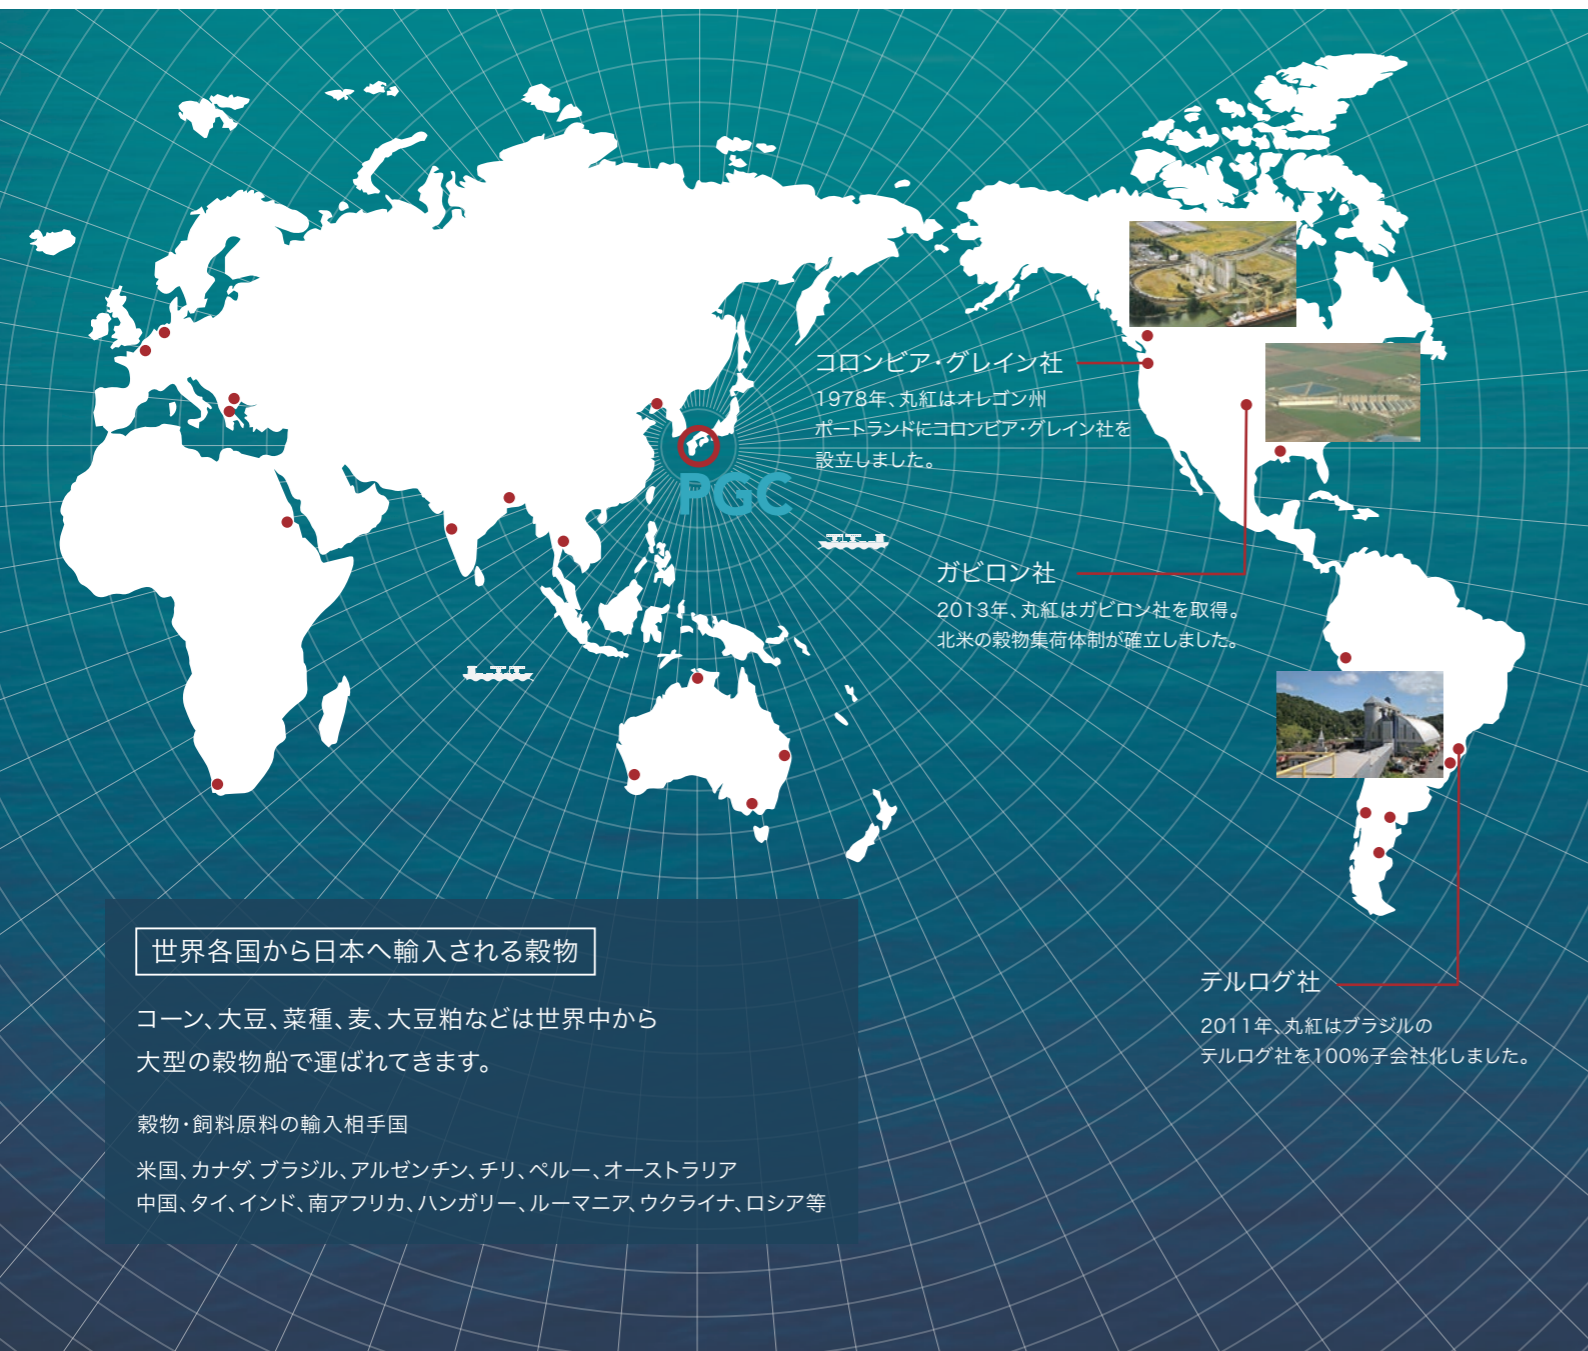 コロンビア・グレイン社
1978年、丸紅はオレゴン州
ポートランドにコロンビア・グレイン社を
設立しました。
PGC
ガビロン社
2013年、丸紅はガビロン社を取得。
北米の穀物集荷体制が確立しました。
テルログ社
2011年、丸紅はブラジルの
テルログ社を100%子会社化しました。
世界各国から日本へ輸入される穀物
コーン、大豆、菜種、麦、大豆粕などは世界中から
大型の穀物船で運ばれてきます。
穀物・飼料原料の輸入相手国
米国、カナダ、ブラジル、アルゼンチン、チリ、ペルー、オーストラリア
中国、タイ、インド、南アフリカ、ハンガリー、ルーマニア、ウクライナ、ロシア等